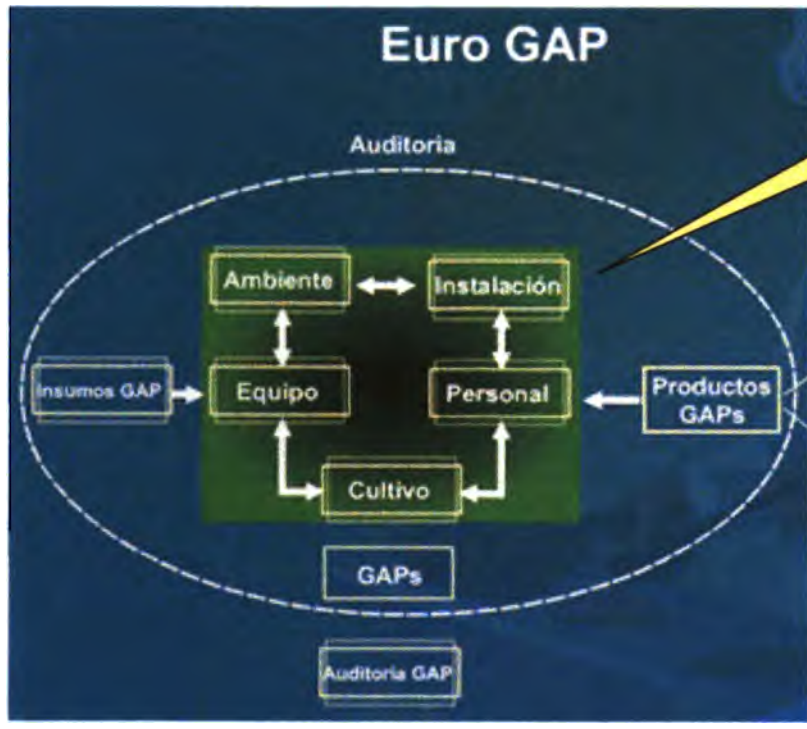 Euro GAP
Auditoria
Ambiente
Instalación
Insumos GAP
Equipo
Personal
Productos
GAPs
Cultivo
GAPs
Auditoria GAP